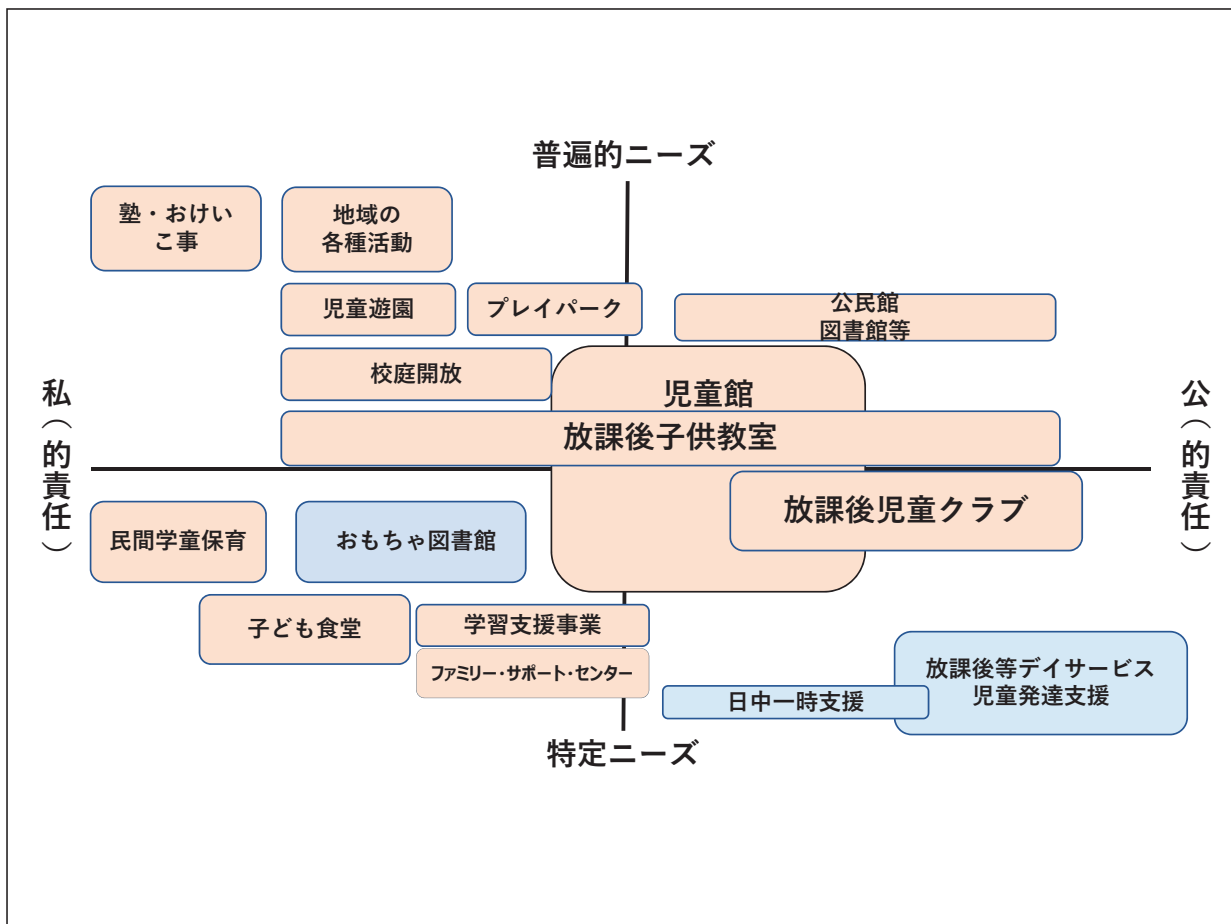 普遍的ニーズ
塾・おけい
こ事
地域の
各種活動
児童遊園
プレイパーク
公民館
図書館等
校庭開放
児童館
放課後子供教室
私（的責任）
公（的責任）
放課後児童クラブ
民間学童保育
おもちゃ図書館
子ども食堂
学習支援事業
ファミリー・サポート・センター
放課後等デイサービス
児童発達支援
日中一時支援
特定ニーズ